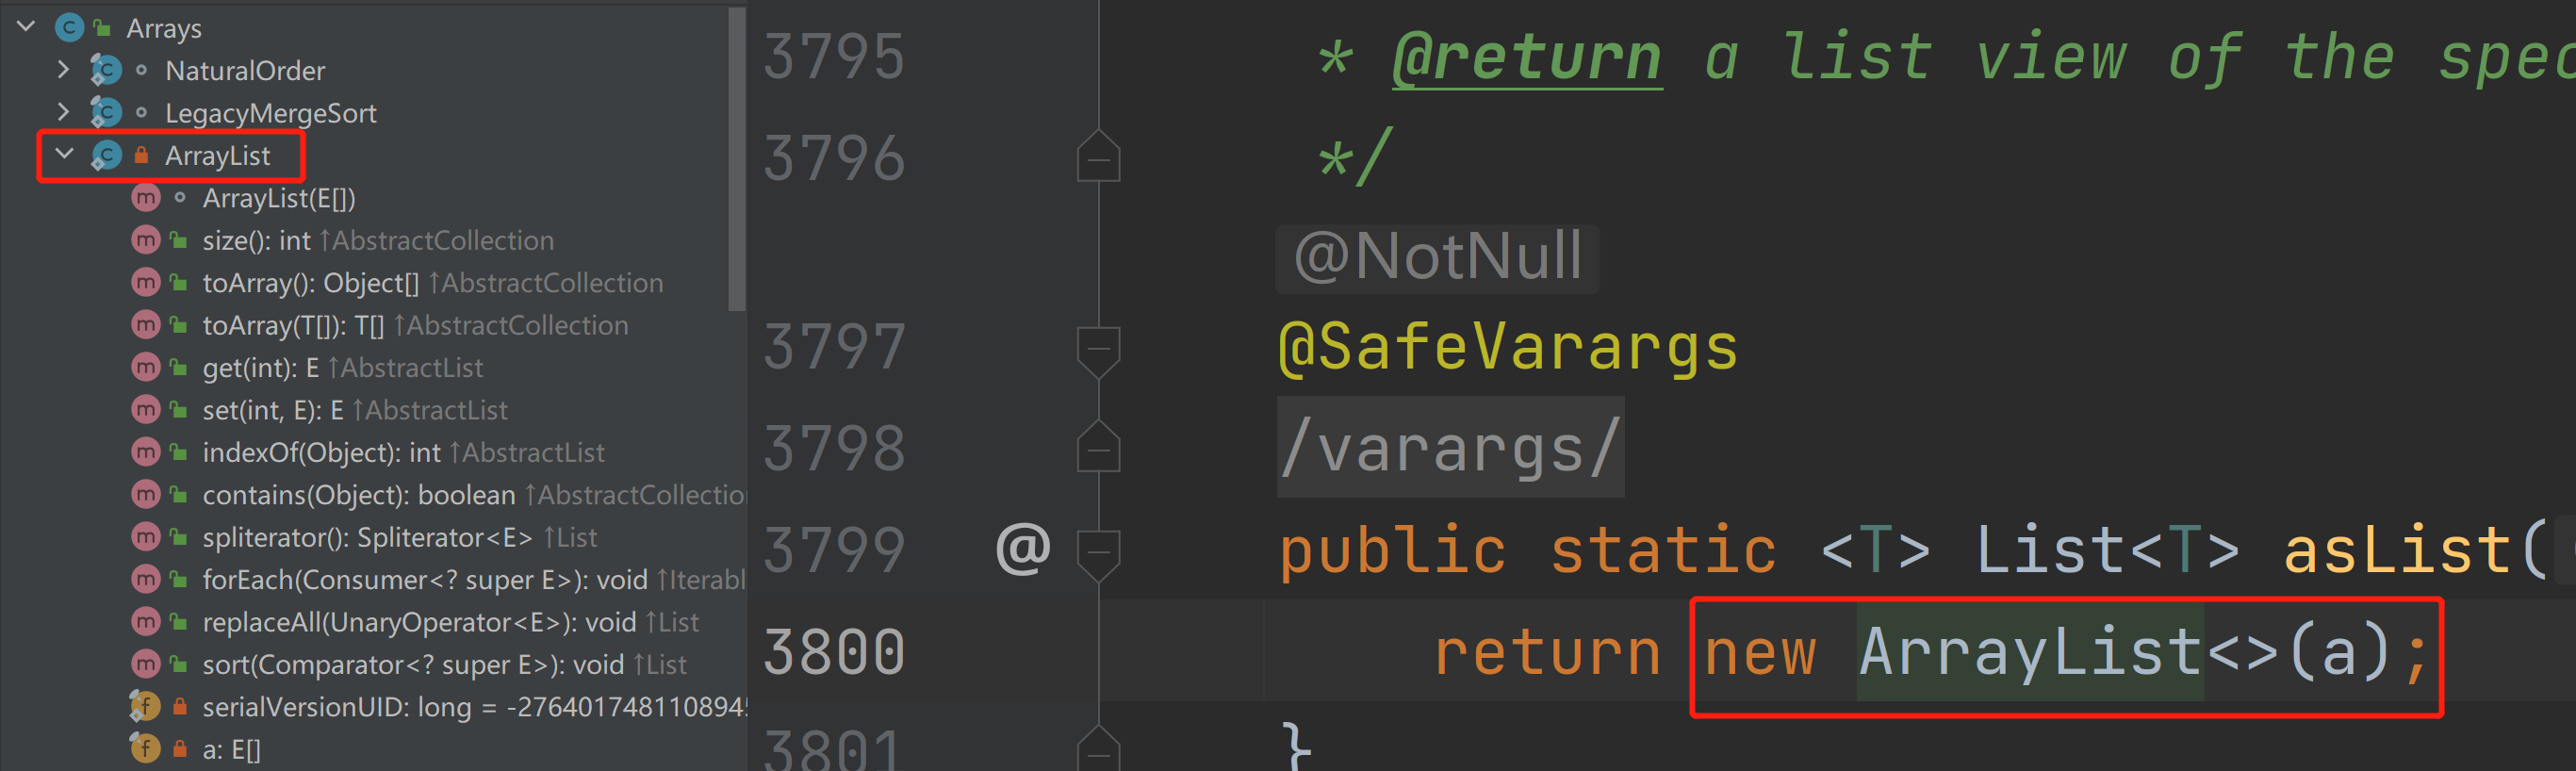 Arrays
NaturalOrder
LegacyMergeSort
ArrayList
ArrayList(E[])
size(): int ↑AbstractCollection
toArray(): Object[] ↑AbstractCollection
toArray(T[]): T[] ↑AbstractCollection
get(int): E ↑AbstractList
set(int, E): E ↑AbstractList
indexOf(Object): int ↑AbstractList
contains(Object): boolean ↑AbstractCollectio
spliterator(): Spliterator<E> ↑List
forEach(Consumer<? super E>): void ↑Iterabl
replaceAll(UnaryOperator<E>): void ↑List
sort(Comparator<? super E>): void ↑List
serialVersionUID: long = -276401748110894
a: E[]
3795 * @return a list view of the spec
3796 */
@NotNull
3797 @SafeVarargs
3798 /varargs/
3799 @ public static <T> List<T> asList(
3800 return new ArrayList<>(a);
3801 }